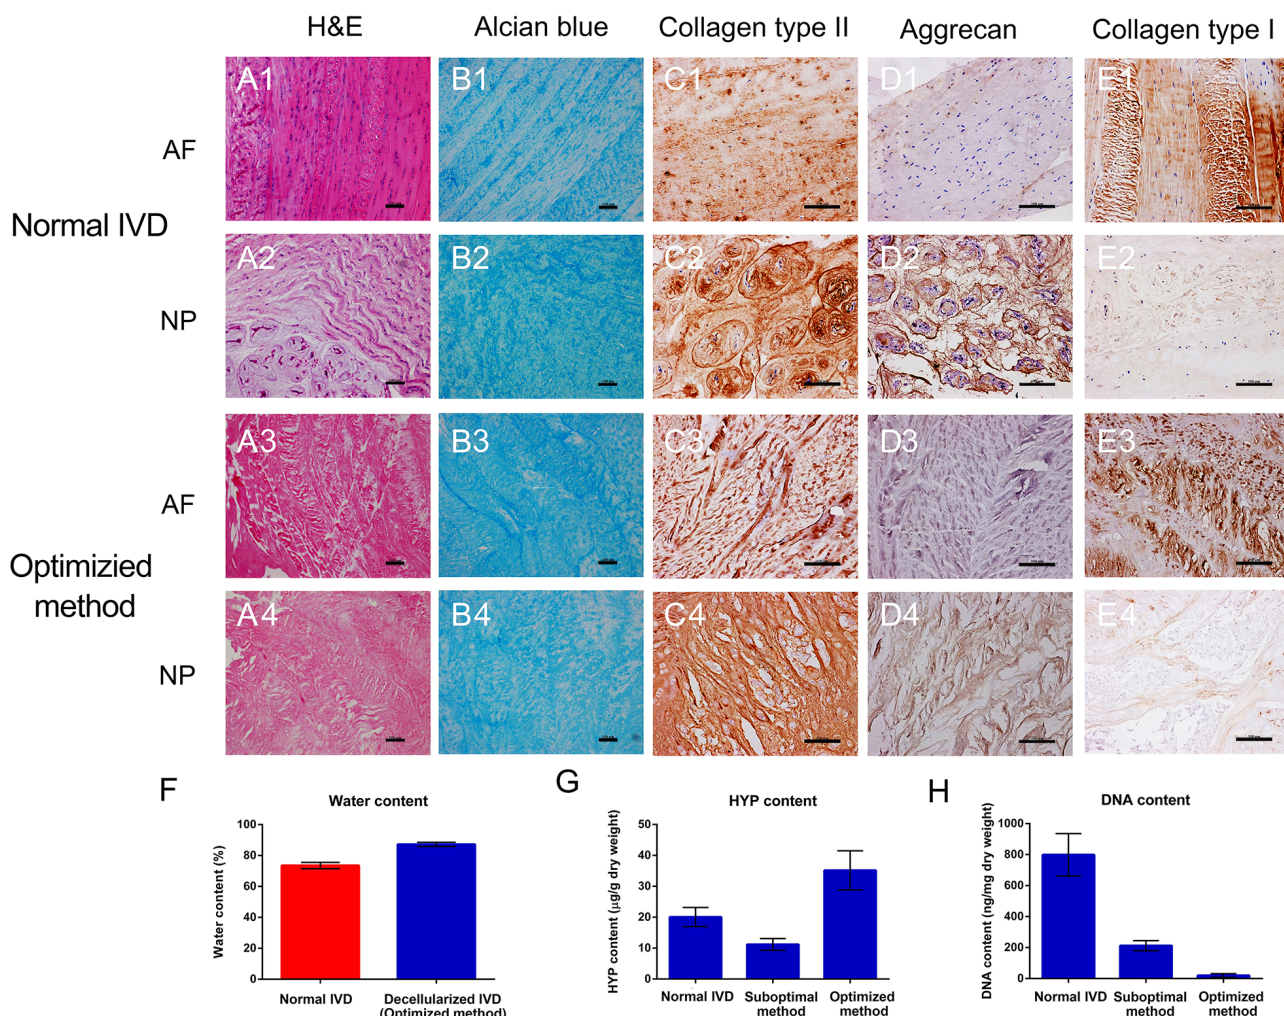 H&E Alcian blue Collagen type II Aggrecan Collagen type I
Normal IVD
AF
A1 B1 C1 D1 E1
NP
A2 B2 C2 D2 E2
Optimizied
method
AF
A3 B3 C3 D3 E3
NP
A4 B4 C4 D4 E4
F
Water content
Water content (%)
100
80
60
40
20
0
Normal IVD
Decellularized IVD
(Optimized method)
G
HYP content
HYP content (μg/g dry weight)
50
40
30
20
10
0
Normal IVD
Suboptimal
method
Optimized
method
H
DNA content
DNA content (ng/mg dry weight)
1000
800
600
400
200
0
Normal IVD
Suboptimal
method
Optimized
method